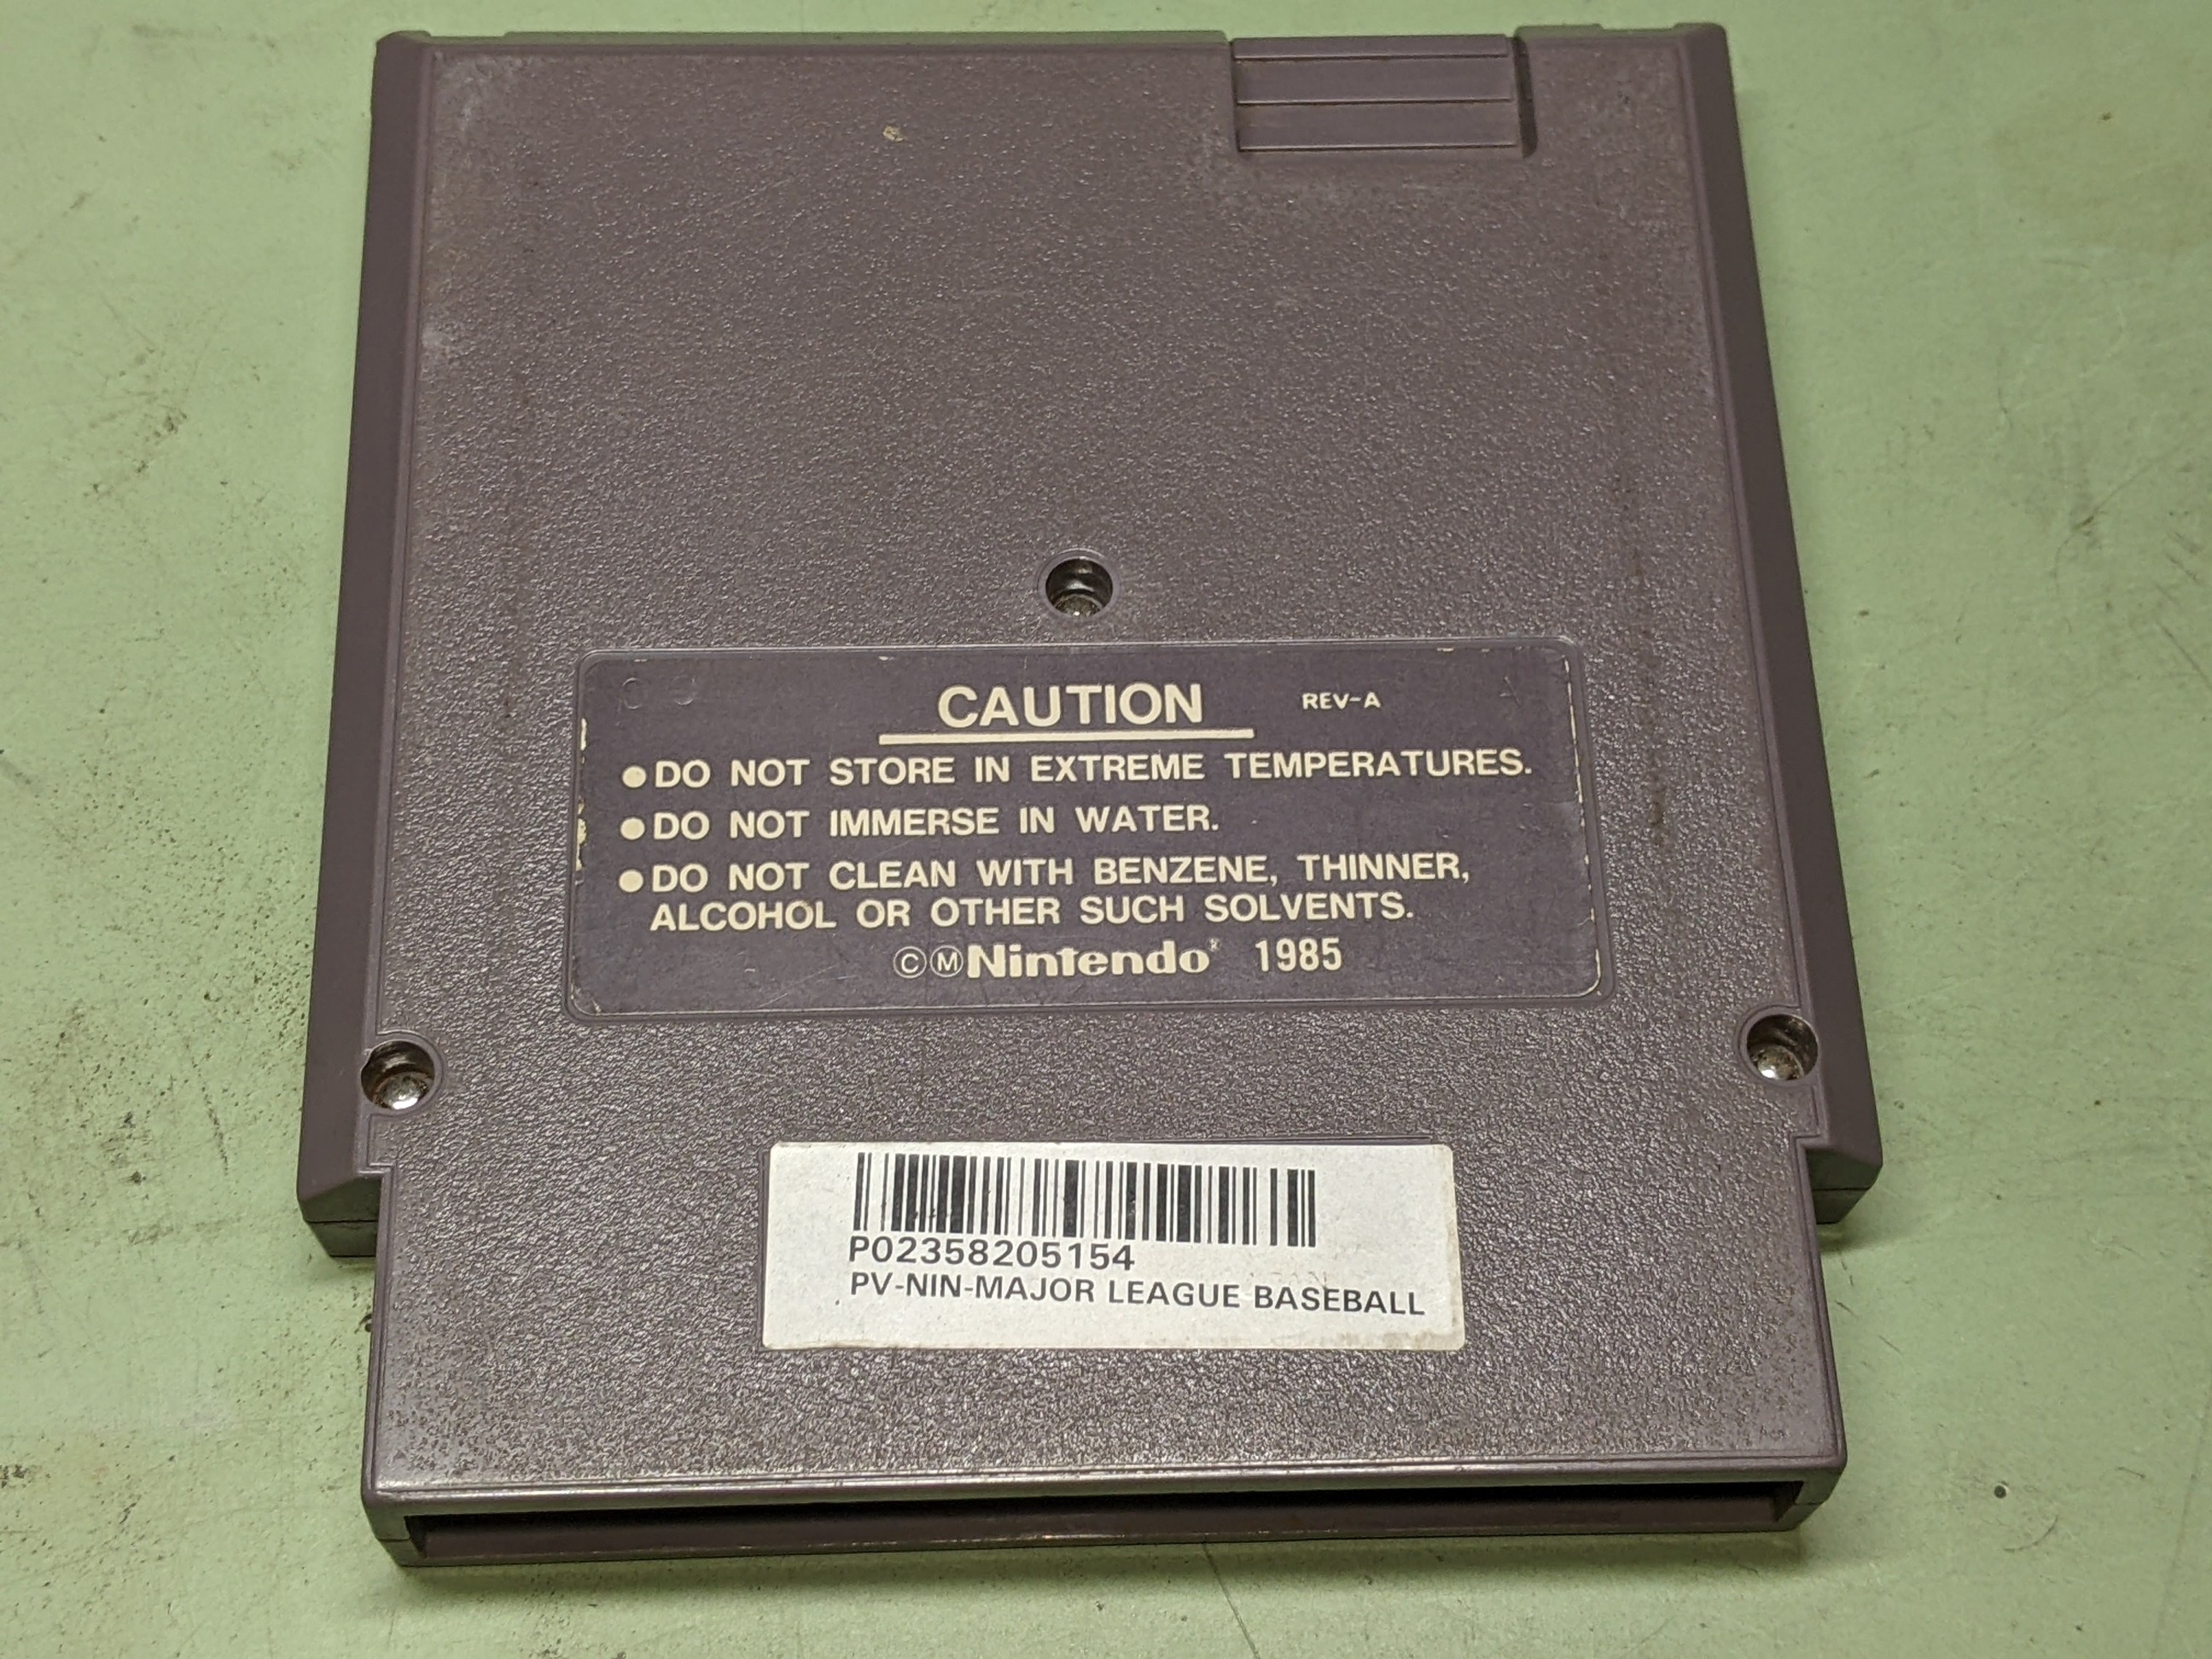 CAUTION REV-A
●DO NOT STORE IN EXTREME TEMPERATURES.
●DO NOT IMMERSE IN WATER.
●DO NOT CLEAN WITH BENZENE, THINNER,
ALCOHOL OR OTHER SUCH SOLVENTS.
©ⓂNintendo® 1985
P02358205154
PV-NIN-MAJOR LEAGUE BASEBALL